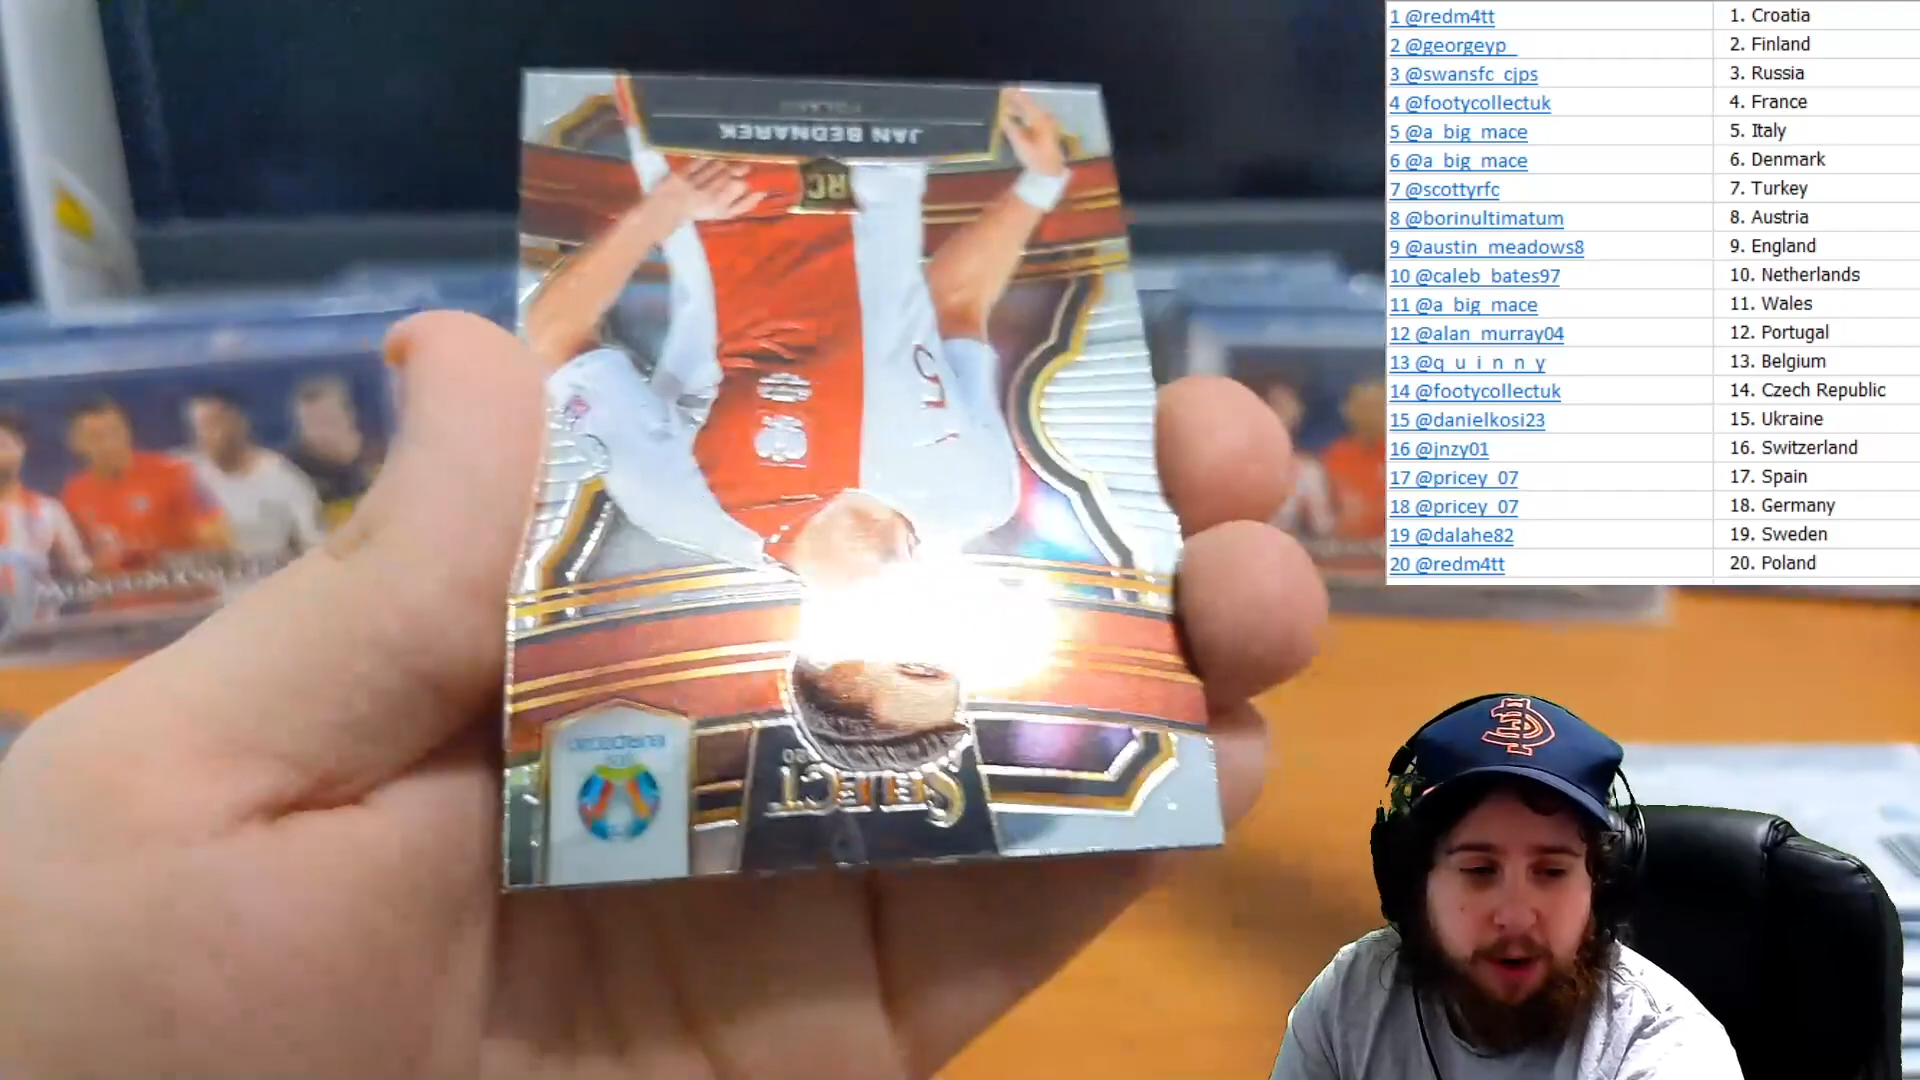 1 @redm4tt 1. Croatia
2 @georgeyp_ 2. Finland
3 @swansfc_cjps 3. Russia
4 @footycollectuk 4. France
5 @a_big_mace 5. Italy
6 @a_big_mace 6. Denmark
7 @scottyrfc 7. Turkey
8 @borinultimatum 8. Austria
9 @austin_meadows8 9. England
10 @caleb_bates97 10. Netherlands
11 @a_big_mace 11. Wales
12 @alan_murray04 12. Portugal
13 @q_u_i_n_n_y 13. Belgium
14 @footycollectuk 14. Czech Republic
15 @danielkosi23 15. Ukraine
16 @jnzy01 16. Switzerland
17 @pricey_07 17. Spain
18 @pricey_07 18. Germany
19 @dalahe82 19. Sweden
20 @redm4tt 20. Poland
POLAND
JAN BEDNAREK
RC
15
EURO2020
SELECT